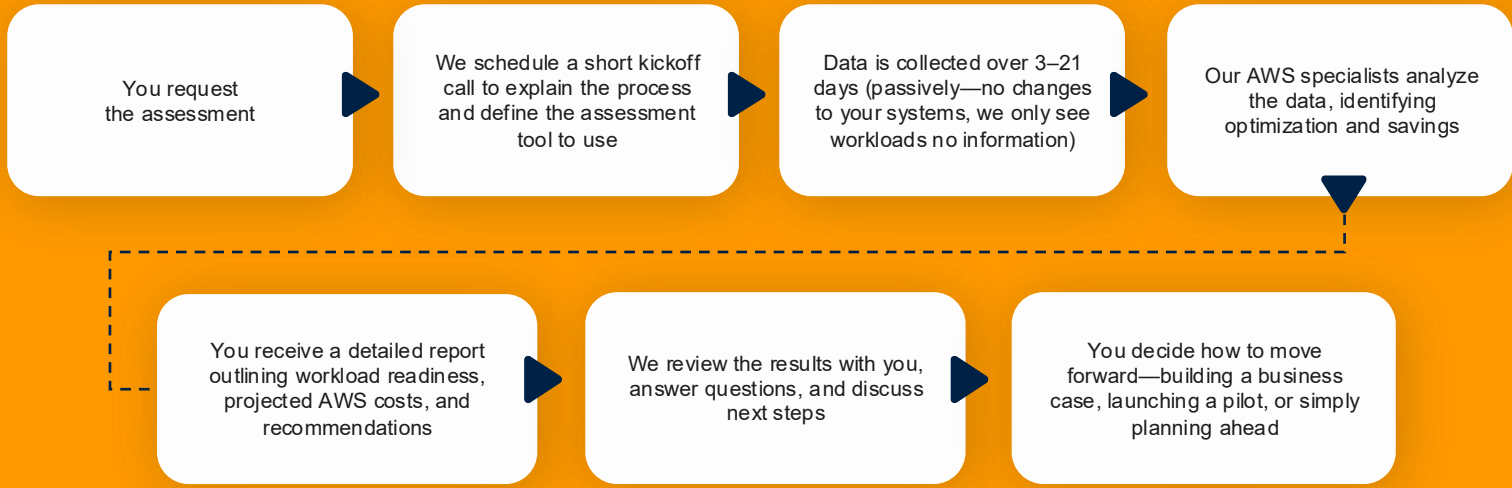 You request
the assessment
We schedule a short kickoff
call to explain the process
and define the assessment
tool to use
Data is collected over 3–21
days (passively—no changes
to your systems, we only see
workloads no information)
Our AWS specialists analyze
the data, identifying
optimization and savings
You receive a detailed report
outlining workload readiness,
projected AWS costs, and
recommendations
We review the results with you,
answer questions, and discuss
next steps
You decide how to move
forward—building a business
case, launching a pilot, or simply
planning ahead